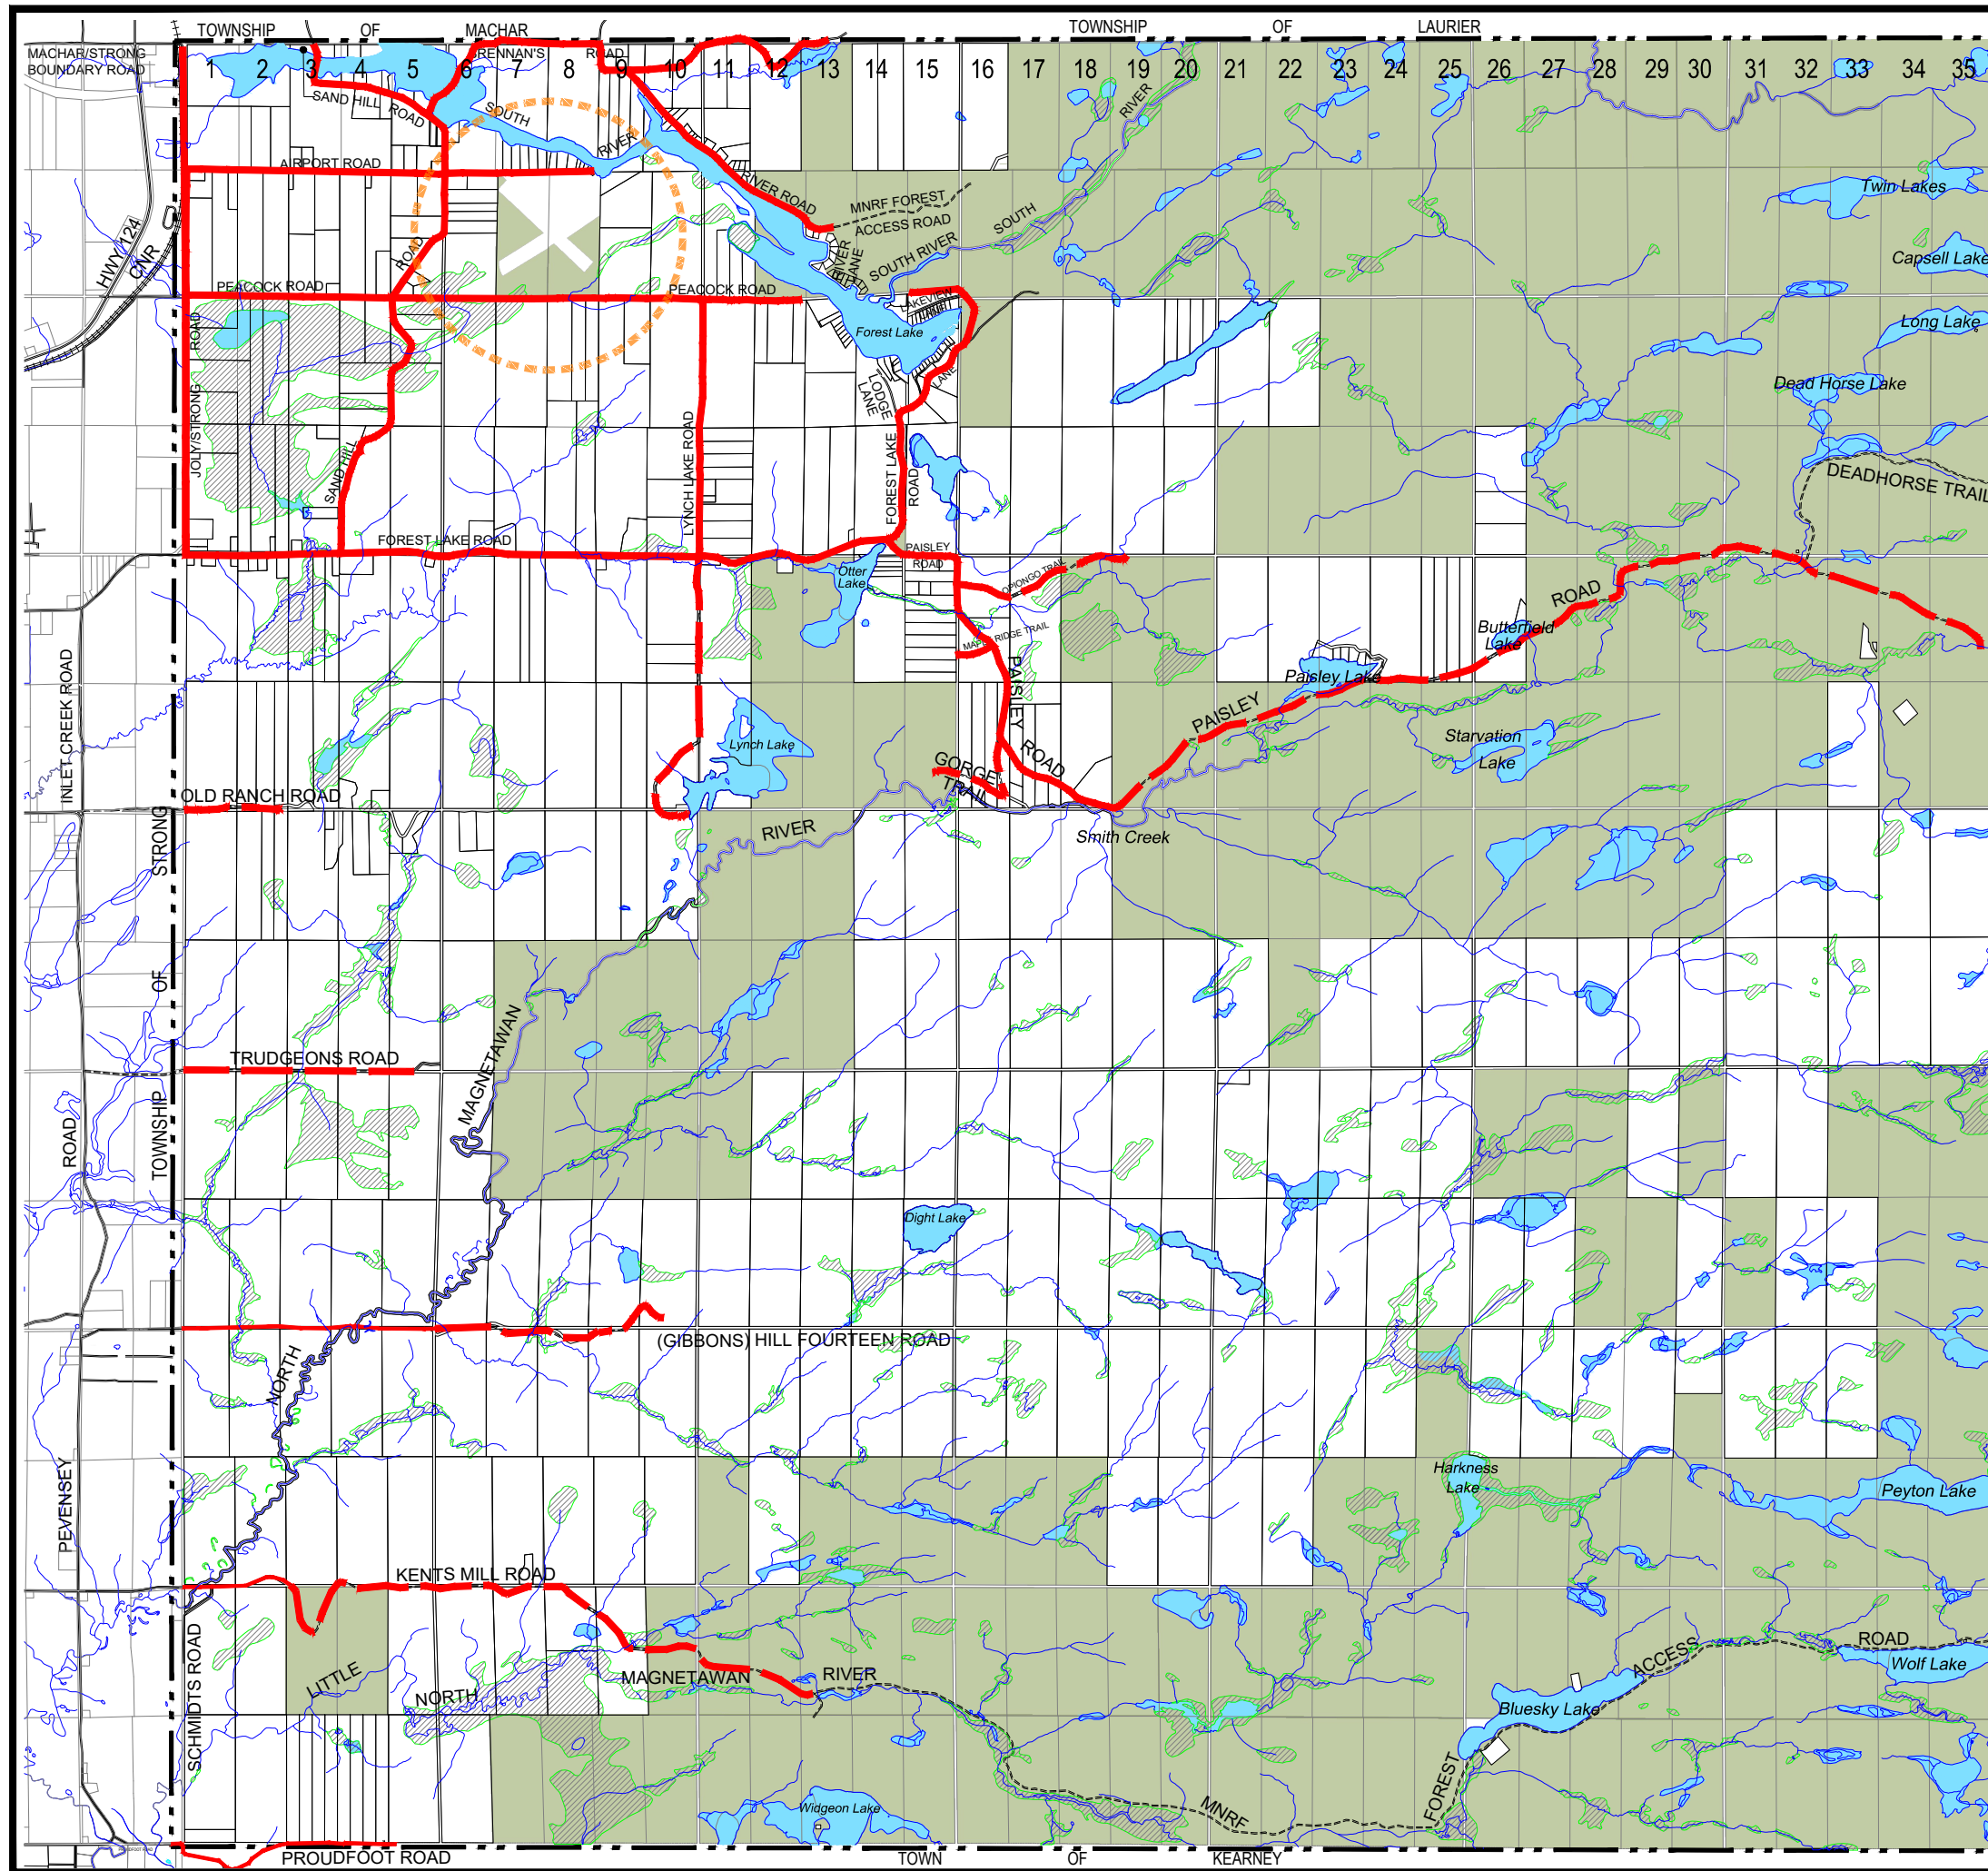 TOWNSHIP OF MACHAR
TOWNSHIP OF LAURIER
MACHAR/STRONG
BOUNDARY ROAD
RENNAN'S ROAD
1 2 3 4 5 6 7 8 9 10 11 12 13 14 15 16 17 18 19 20 21 22 23 24 25 26 27 28 29 30 31 32 33 34 35
SAND HILL ROAD
SOUTH RIVER
RIVER
AIRPORT ROAD
RIVER ROAD
MNRF FOREST
ACCESS ROAD
SOUTH
SOUTH RIVER
RIVER
LANE
Twin Lakes
HWY 124
CNR
ROAD
Capsell Lake
PEACOCK ROAD
PEACOCK ROAD
LAKEVIEW
Forest Lake
Long Lake
JOLY/STRONG ROAD
LODGE
LANE
LANE
Dead Horse Lake
SAND HILL
LYNCH LAKE ROAD
FOREST LAKE
ROAD
DEADHORSE TRAIL
FOREST LAKE ROAD
PAISLEY
ROAD
Otter
Lake
OPIONGO TRAIL
ROAD
Butterfield
Lake
MAPLE RIDGE TRAIL
PAISLEY ROAD
Paisley Lake
PAISLEY
INLET CREEK ROAD
Lynch Lake
Starvation
Lake
GORGE
TRAIL
OLD RANCH ROAD
RIVER
Smith Creek
TOWNSHIP OF STRONG
MAGNETAWAN
TRUDGEONS ROAD
ROAD
Dight Lake
(GIBBONS) HILL FOURTEEN ROAD
NORTH
PEVENSEY
Harkness
Lake
Peyton Lake
KENTS MILL ROAD
SCHMIDTS ROAD
LITTLE
NORTH
MAGNETAWAN
RIVER
ACCESS
ROAD
Wolf Lake
Bluesky Lake
FOREST
MNRF
Widgeon Lake
PROUDFOOT ROAD
PROUDFOOT ROAD
TOWN OF KEARNEY